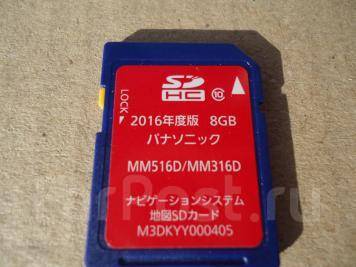 SD
HC 10
LOCK
2016年度版 8GB
パナソニック
MM516D/MM316D
ナビゲーションシステム
地図SDカード
M3DKYY000405